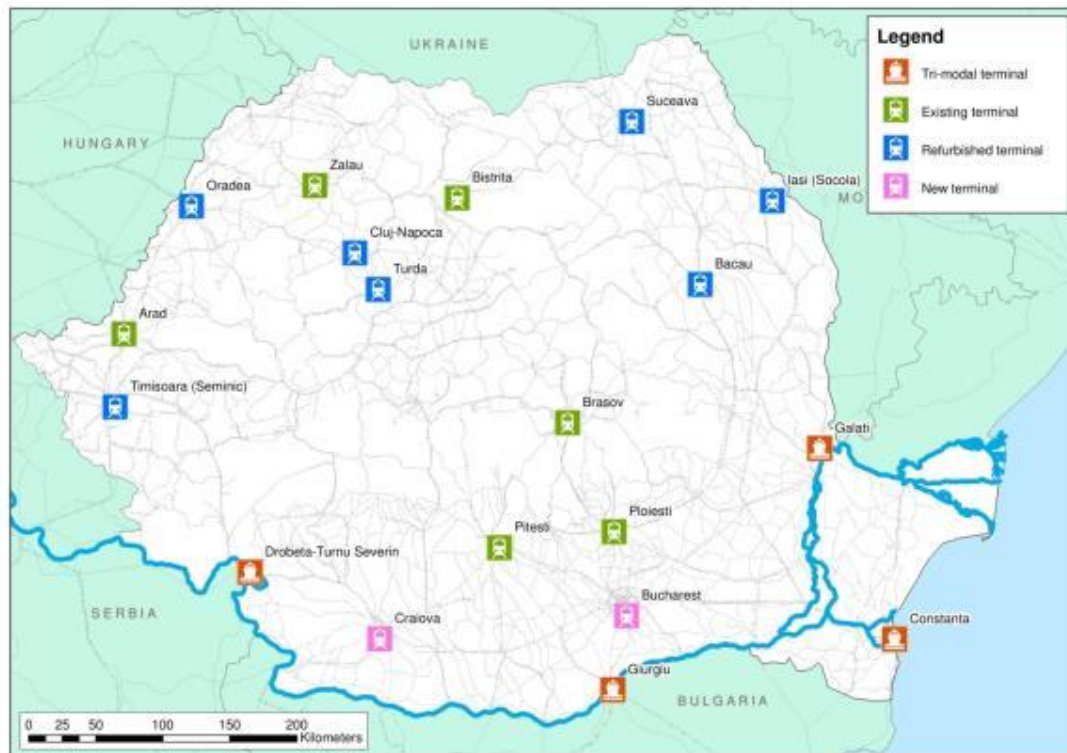 UKRAINE
Legend
Tri-modal terminal
Existing terminal
Refurbished terminal
New terminal
Suceava
HUNGARY
Zalau
Bistrita
Oradea
Iasi (Socola)
MO
Cluj-Napoca
Turda
Bacau
Arad
Timisoara (Seminic)
Brasov
Galati
Pitesti
Ploiesti
Drobeta-Turnu Severin
SERBIA
Craiova
Bucharest
Constanta
Giurgiu
BULGARIA
0 25 50 100 150 200
Kilometers